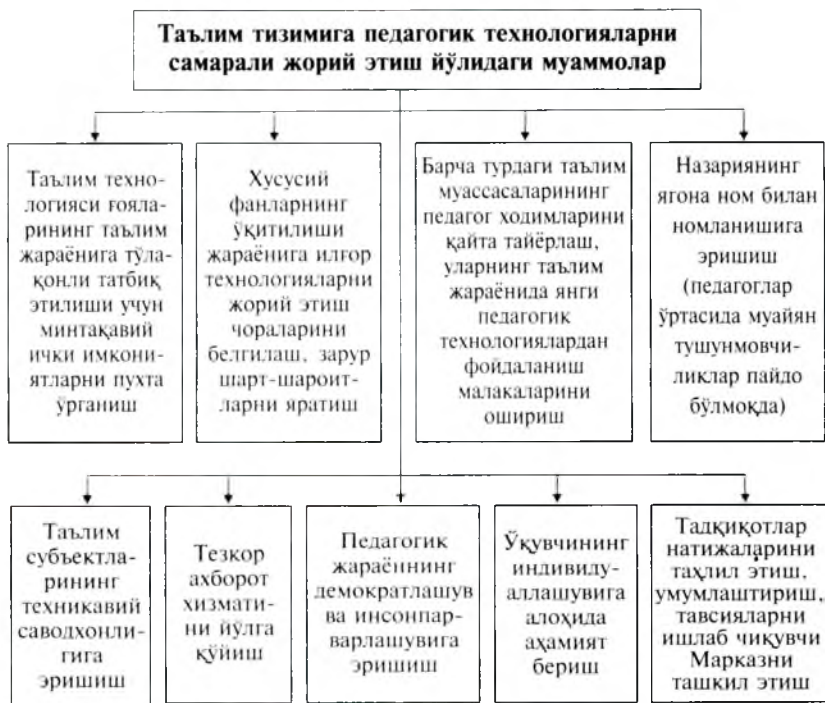 Таълим тизимига педагогик технологияларни
самарали жорий этиш йўлидаги муаммолар
Таълим техно-
логияси ғояла-
рининг таълим
жараёнига тўла-
қонли татбиқ
этилиши учун
минтақавий
ички имкони-
ятларни пухта
ўрганиш
Хусусий
фанларнинг
ўқитилиши
жараёнига илғор
технологияларни
жорий этиш
чораларини
белгилаш, зарур
шарт-шароит-
ларни яратиш
Барча турдаги таълим
муассасаларининг
педагог ходимларини
қайта тайёрлаш,
уларнинг таълим
жараёнида янги
педагогик
технологиялардан
фойдаланиш
малакаларини
ошириш
Назариянинг
ягона ном билан
номланишига
эришиш
(педагоглар
ўртасида муайян
тушунмовчи-
ликлар пайдо
бўлмоқда)
Таълим
субъектла-
рининг
техникавий
саводхонли-
гига
эришиш
Тезкор
ахборот
хизмати-
ни йўлга
қўйиш
Педагогик
жараённинг
демократлашув
ва инсонпар-
варлашувига
эришиш
Ўқувчининг
индивиду-
аллашувига
алоҳида
аҳамият
бериш
Тадқиқотлар
натижаларини
таҳлил этиш,
умумлаштириш,
тавсияларни
ишлаб чиқувчи
Марказни
ташкил этиш